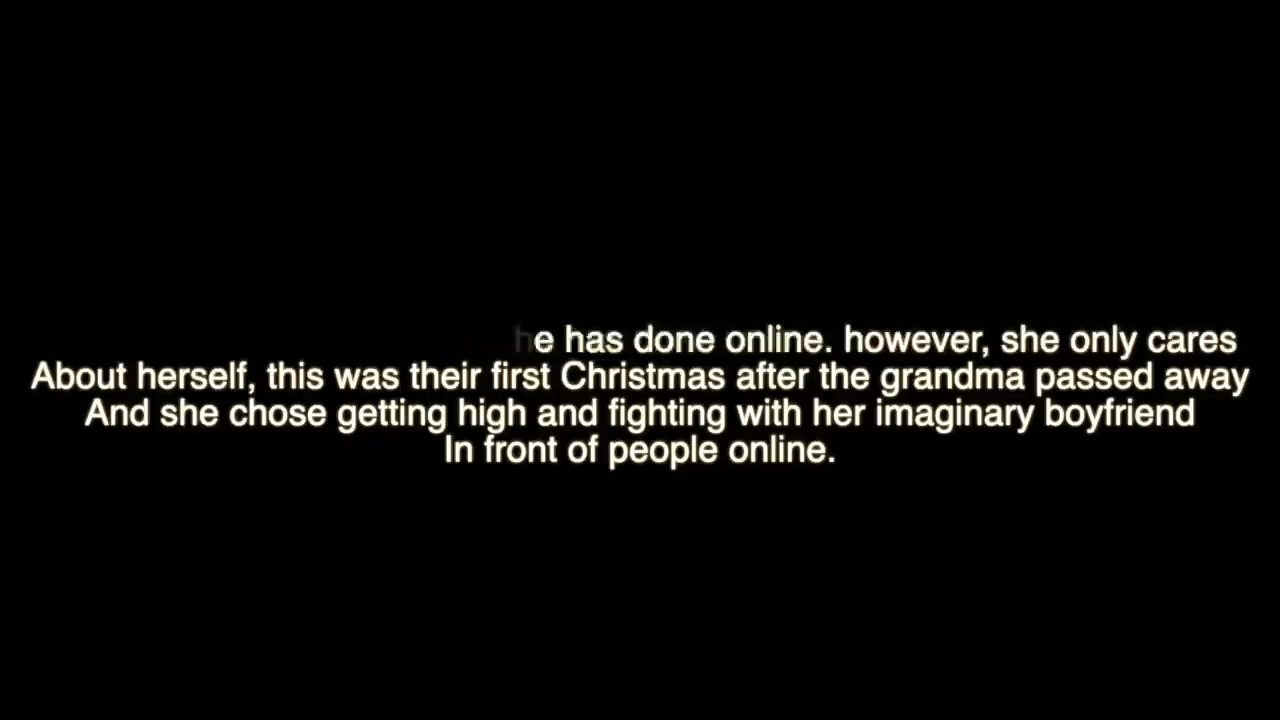 he has done online. however, she only cares
About herself, this was their first Christmas after the grandma passed away
And she chose getting high and fighting with her imaginary boyfriend
In front of people online.